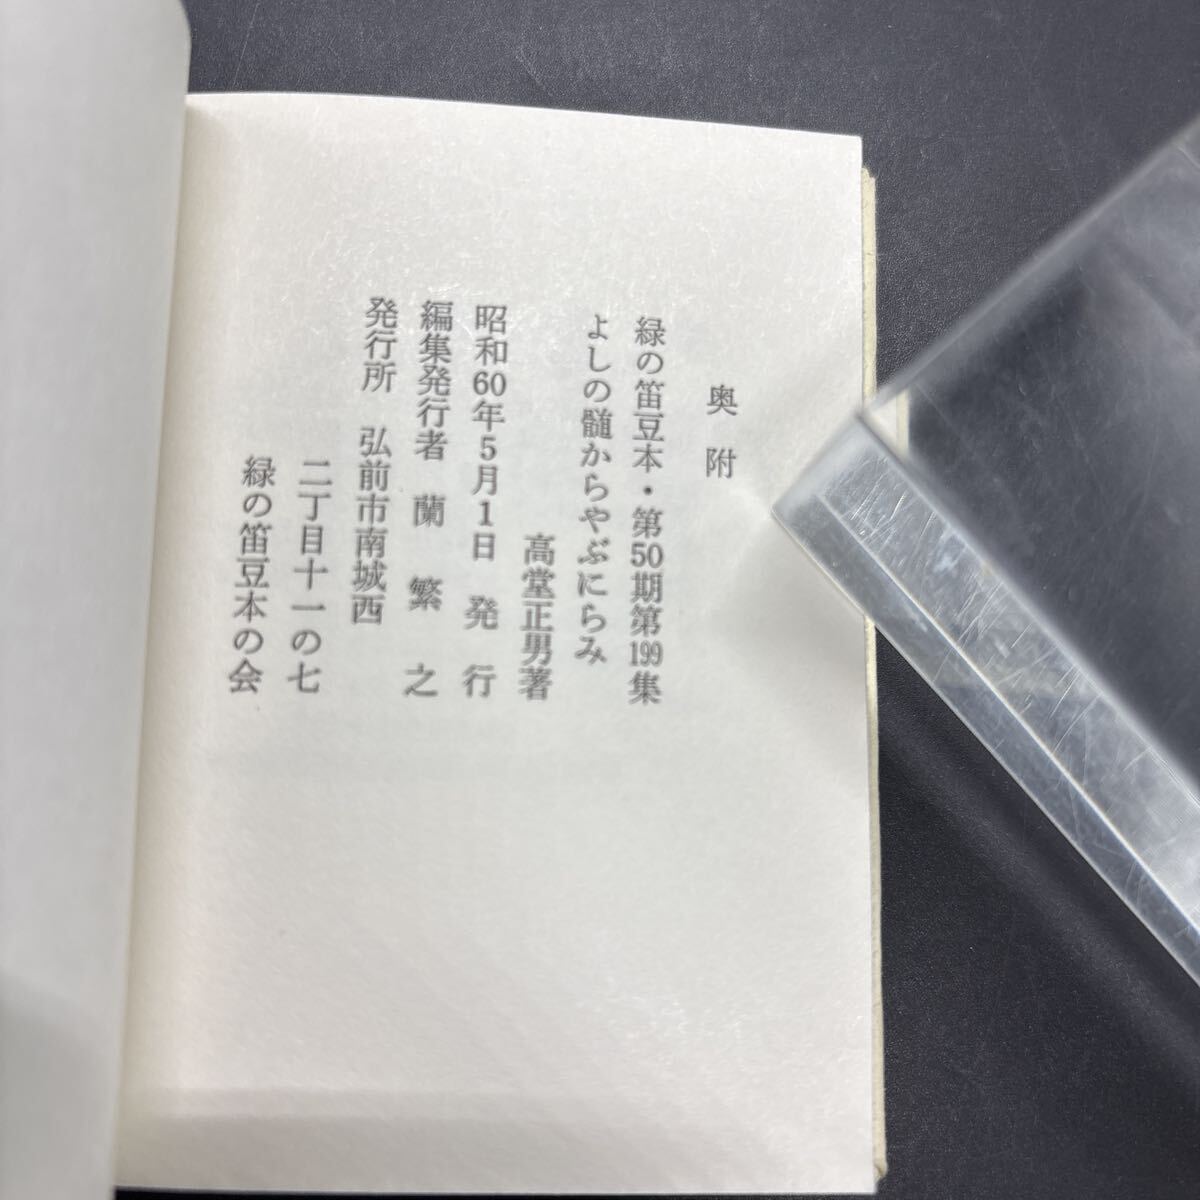 奥附
緑の笛豆本・第50期第199集
よしの髄からやぶにらみ
高堂正男著
昭和60年5月1日 発行
編集発行者 蘭繁之
発行所 弘前市南城西
二丁目十一の七
緑の笛豆本の会